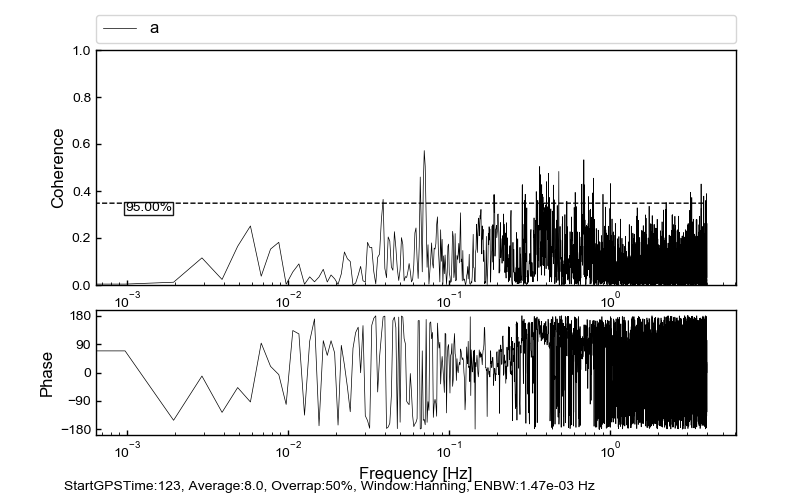 a
Coherence
1.0
0.8
0.6
0.4
0.2
0.0
95.00%
10⁻³ 10⁻² 10⁻¹ 10⁰
Phase
180
90
0
−90
−180
10⁻³ 10⁻² 10⁻¹ 10⁰
Frequency [Hz]
StartGPSTime:123, Average:8.0, Overrap:50%, Window:Hanning, ENBW:1.47e-03 Hz